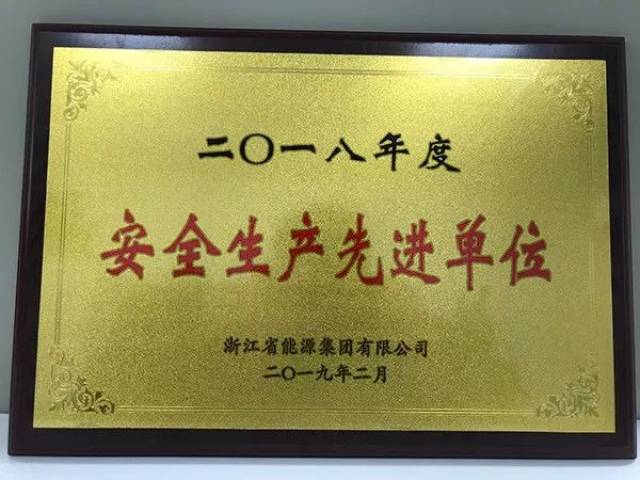 二〇一八年度
安全生产先进单位
浙江省能源集团有限公司
二〇一九年二月